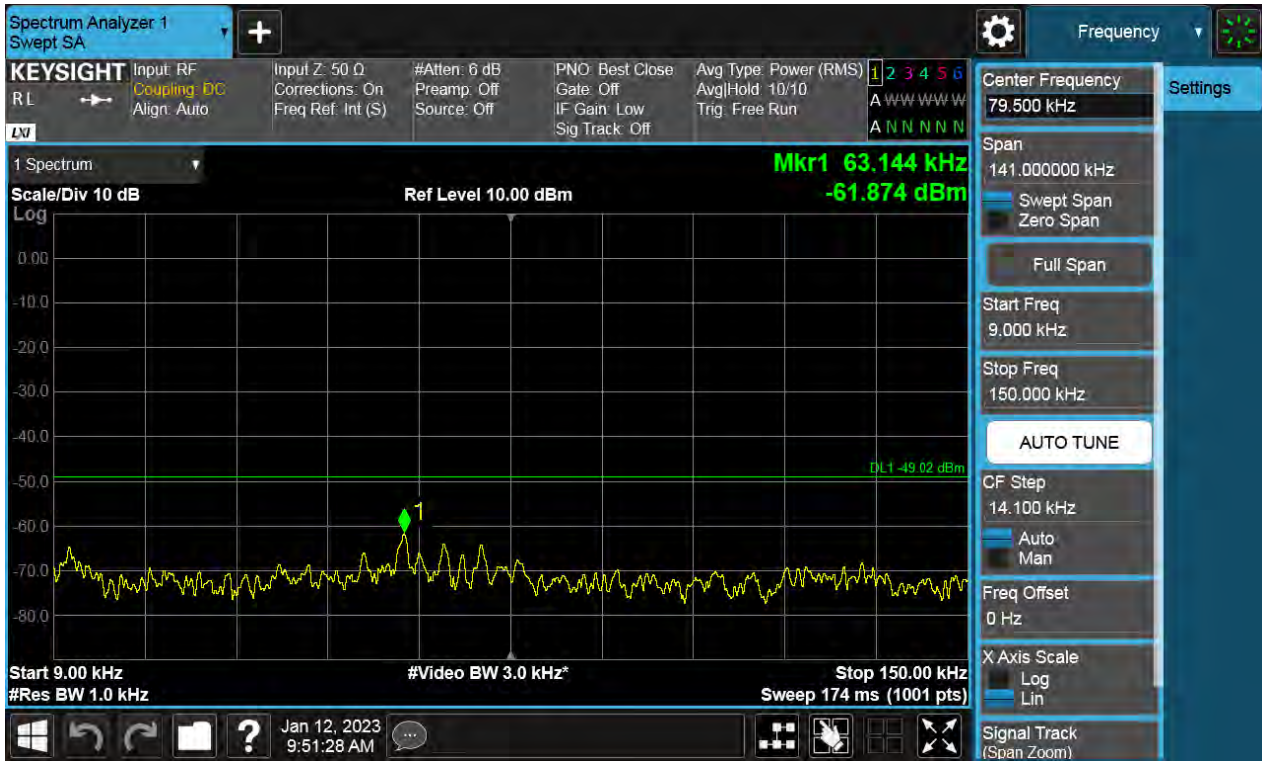 Spectrum Analyzer 1
Swept SA
+
Frequency
KEYSIGHT
RL
LXI
Input: RF
Coupling: DC
Align: Auto
Input Z: 50 Ω
Corrections: On
Freq Ref: Int (S)
#Atten: 6 dB
Preamp: Off
Source: Off
PNO: Best Close
Gate: Off
IF Gain: Low
Sig Track: Off
Avg Type: Power (RMS)
Avg|Hold: 10/10
Trig: Free Run
1 2 3 4 5 6
A W W W W W
A N N N N N
1 Spectrum
Mkr1 63.144 kHz
-61.874 dBm
Scale/Div 10 dB
Ref Level 10.00 dBm
Log
0.00
-10.0
-20.0
-30.0
-40.0
-50.0
-60.0
-70.0
-80.0
DL1 -49.02 dBm
1
Start 9.00 kHz
#Video BW 3.0 kHz*
Stop 150.00 kHz
#Res BW 1.0 kHz
Sweep 174 ms (1001 pts)
?
Jan 12, 2023
9:51:28 AM
Center Frequency
79.500 kHz
Settings
Span
141.000000 kHz
Swept Span
Zero Span
Full Span
Start Freq
9.000 kHz
Stop Freq
150.000 kHz
AUTO TUNE
CF Step
14.100 kHz
Auto
Man
Freq Offset
0 Hz
X Axis Scale
Log
Lin
Signal Track
(Span Zoom)